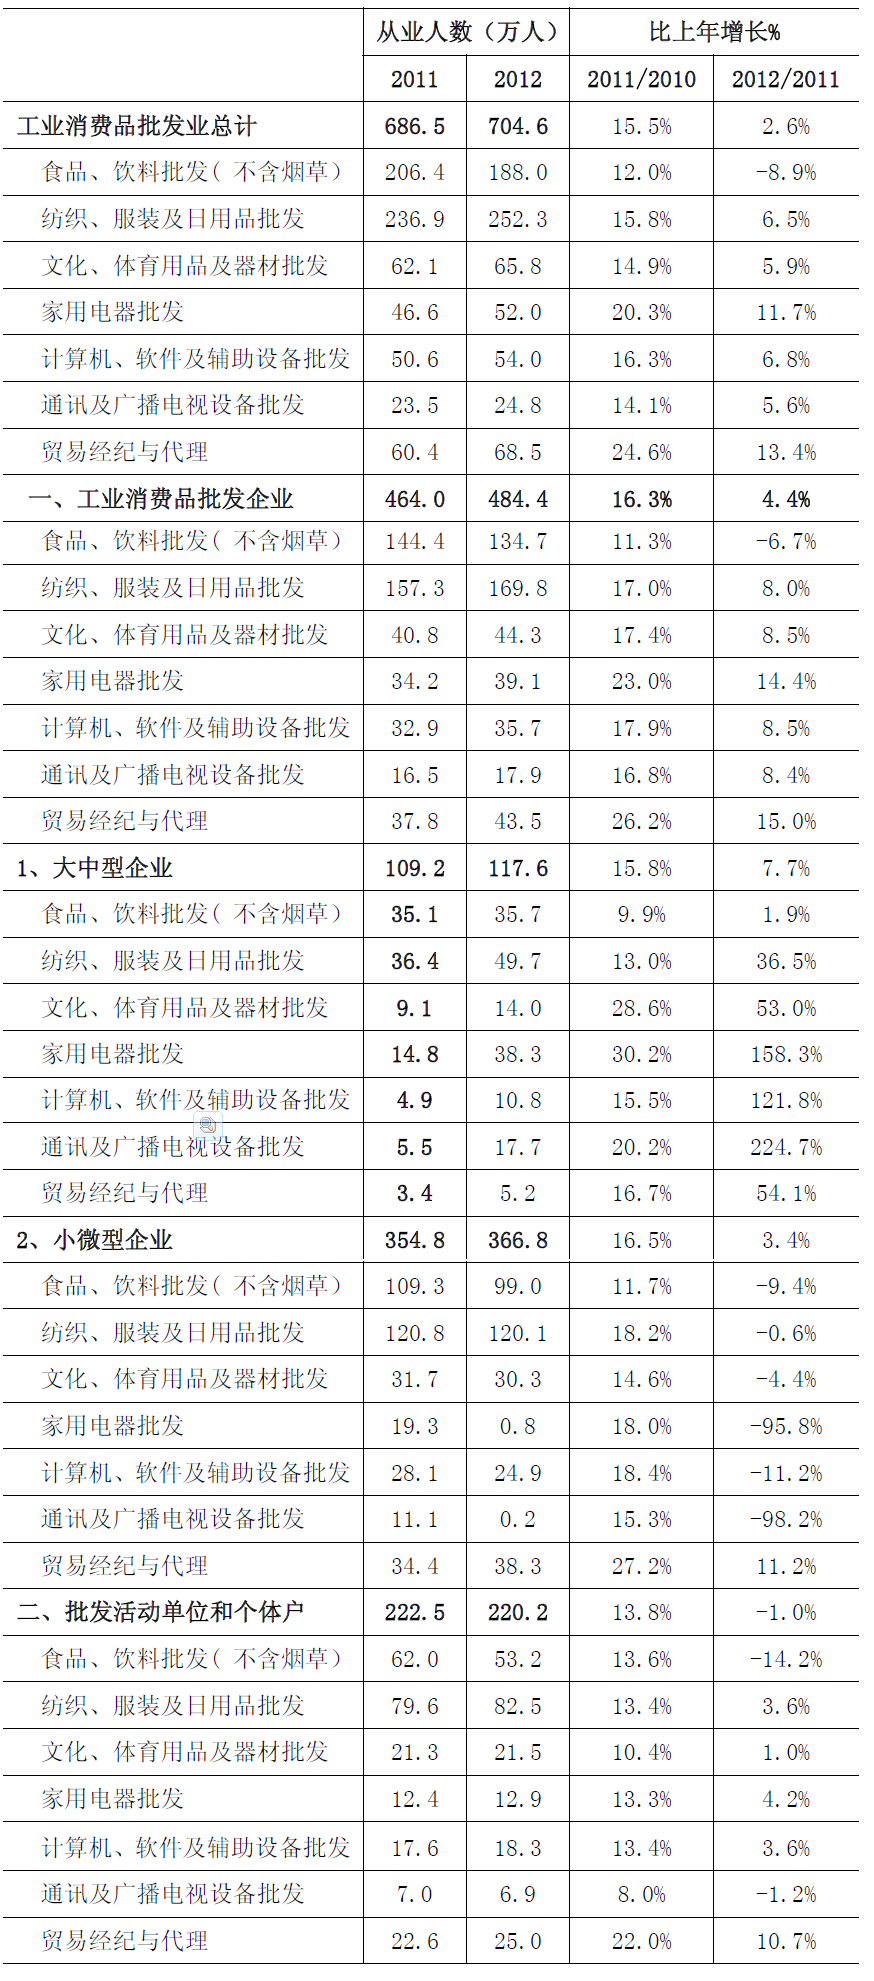 从业人数（万人） 比上年增长%
2011 2012 2011/2010 2012/2011
工业消费品批发业总计 686.5 704.6 15.5% 2.6%
食品、饮料批发( 不含烟草） 206.4 188.0 12.0% -8.9%
纺织、服装及日用品批发 236.9 252.3 15.8% 6.5%
文化、体育用品及器材批发 62.1 65.8 14.9% 5.9%
家用电器批发 46.6 52.0 20.3% 11.7%
计算机、软件及辅助设备批发 50.6 54.0 16.3% 6.8%
通讯及广播电视设备批发 23.5 24.8 14.1% 5.6%
贸易经纪与代理 60.4 68.5 24.6% 13.4%
一、工业消费品批发企业 464.0 484.4 16.3% 4.4%
食品、饮料批发( 不含烟草） 144.4 134.7 11.3% -6.7%
纺织、服装及日用品批发 157.3 169.8 17.0% 8.0%
文化、体育用品及器材批发 40.8 44.3 17.4% 8.5%
家用电器批发 34.2 39.1 23.0% 14.4%
计算机、软件及辅助设备批发 32.9 35.7 17.9% 8.5%
通讯及广播电视设备批发 16.5 17.9 16.8% 8.4%
贸易经纪与代理 37.8 43.5 26.2% 15.0%
1、大中型企业 109.2 117.6 15.8% 7.7%
食品、饮料批发( 不含烟草） 35.1 35.7 9.9% 1.9%
纺织、服装及日用品批发 36.4 49.7 13.0% 36.5%
文化、体育用品及器材批发 9.1 14.0 28.6% 53.0%
家用电器批发 14.8 38.3 30.2% 158.3%
计算机、软件及辅助设备批发 4.9 10.8 15.5% 121.8%
通讯及广播电视设备批发 5.5 17.7 20.2% 224.7%
贸易经纪与代理 3.4 5.2 16.7% 54.1%
2、小微型企业 354.8 366.8 16.5% 3.4%
食品、饮料批发( 不含烟草） 109.3 99.0 11.7% -9.4%
纺织、服装及日用品批发 120.8 120.1 18.2% -0.6%
文化、体育用品及器材批发 31.7 30.3 14.6% -4.4%
家用电器批发 19.3 0.8 18.0% -95.8%
计算机、软件及辅助设备批发 28.1 24.9 18.4% -11.2%
通讯及广播电视设备批发 11.1 0.2 15.3% -98.2%
贸易经纪与代理 34.4 38.3 27.2% 11.2%
二、批发活动单位和个体户 222.5 220.2 13.8% -1.0%
食品、饮料批发( 不含烟草） 62.0 53.2 13.6% -14.2%
纺织、服装及日用品批发 79.6 82.5 13.4% 3.6%
文化、体育用品及器材批发 21.3 21.5 10.4% 1.0%
家用电器批发 12.4 12.9 13.3% 4.2%
计算机、软件及辅助设备批发 17.6 18.3 13.4% 3.6%
通讯及广播电视设备批发 7.0 6.9 8.0% -1.2%
贸易经纪与代理 22.6 25.0 22.0% 10.7%